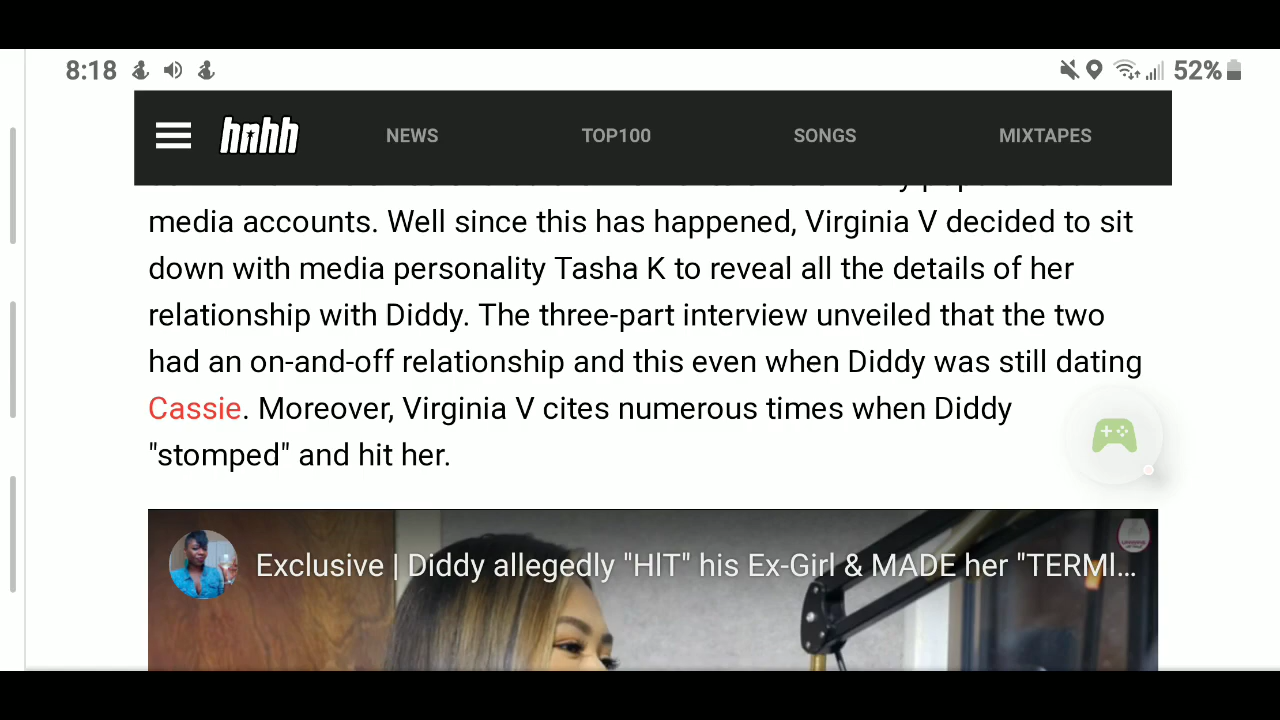 8:18
52%
hnhh
NEWS
TOP100
SONGS
MIXTAPES
media accounts. Well since this has happened, Virginia V decided to sit
down with media personality Tasha K to reveal all the details of her
relationship with Diddy. The three-part interview unveiled that the two
had an on-and-off relationship and this even when Diddy was still dating
Cassie. Moreover, Virginia V cites numerous times when Diddy
"stomped" and hit her.
Exclusive | Diddy allegedly "HIT" his Ex-Girl & MADE her "TERMI...